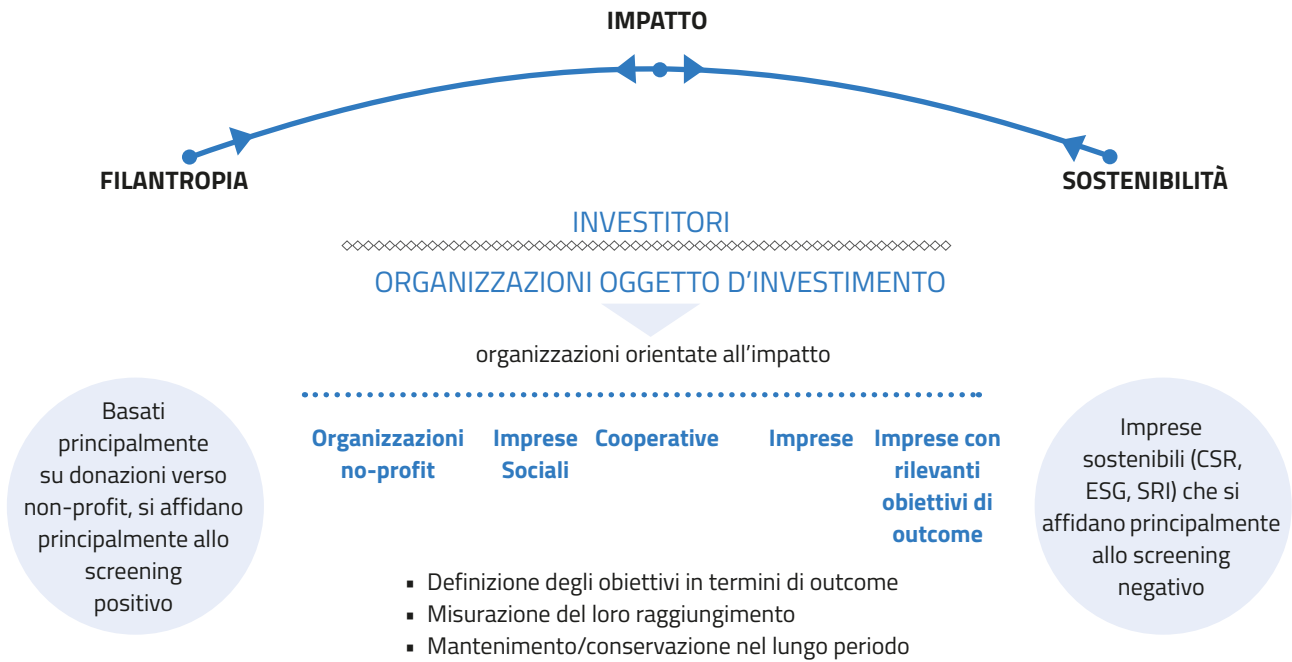 IMPATTO
FILANTROPIA
SOSTENIBILITÀ
INVESTITORI
ORGANIZZAZIONI OGGETTO D'INVESTIMENTO
organizzazioni orientate all'impatto
Basati
principalmente
su donazioni verso
non-profit, si affidano
principalmente allo
screening
positivo
Organizzazioni
no-profit
Imprese
Sociali
Cooperative
Imprese
Imprese con
rilevanti
obiettivi di
outcome
Imprese
sostenibili (CSR,
ESG, SRI) che si
affidano principalmente
allo screening
negativo
▪ Definizione degli obiettivi in termini di outcome
▪ Misurazione del loro raggiungimento
▪ Mantenimento/conservazione nel lungo periodo